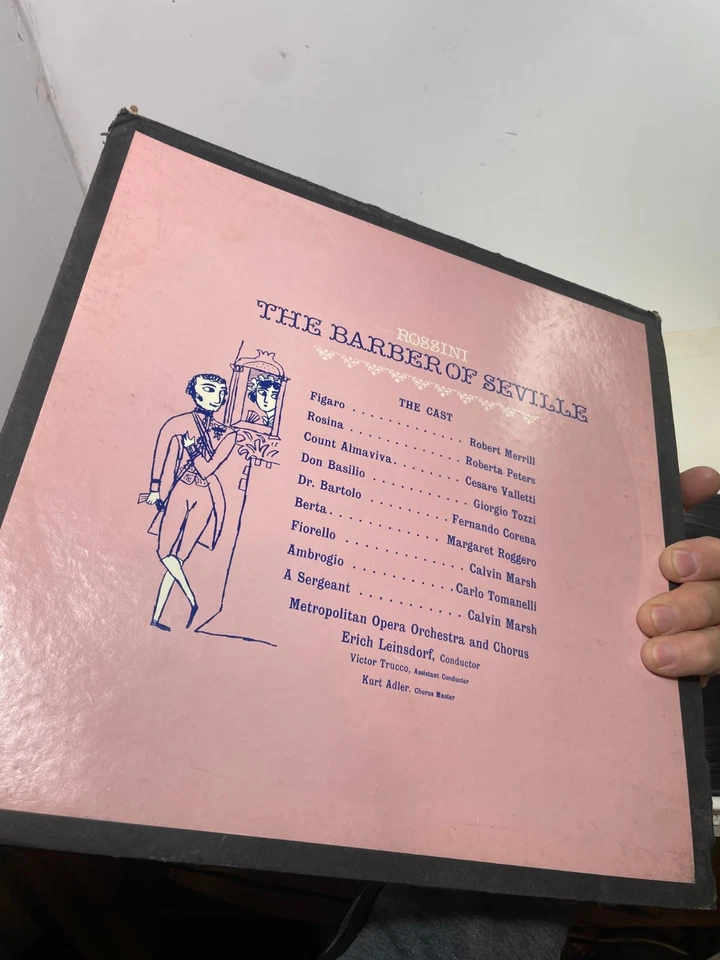 ROSSINI
THE BARBER OF SEVILLE
THE CAST
Figaro . . . . . . . . . . . . . Robert Merrill
Rosina . . . . . . . . . . . . . Roberta Peters
Count Almaviva. . . . . . . . Cesare Valletti
Don Basilio . . . . . . . . . . . Giorgio Tozzi
Dr. Bartolo . . . . . . . . . Fernando Corena
Berta. . . . . . . . . . . . Margaret Roggero
Fiorello . . . . . . . . . . . . . Calvin Marsh
Ambrogio . . . . . . . . . . . Carlo Tomanelli
A Sergeant . . . . . . . . . . . Calvin Marsh
Metropolitan Opera Orchestra and Chorus
Erich Leinsdorf, Conductor
Victor Trucco, Assistant Conductor
Kurt Adler, Chorus Master